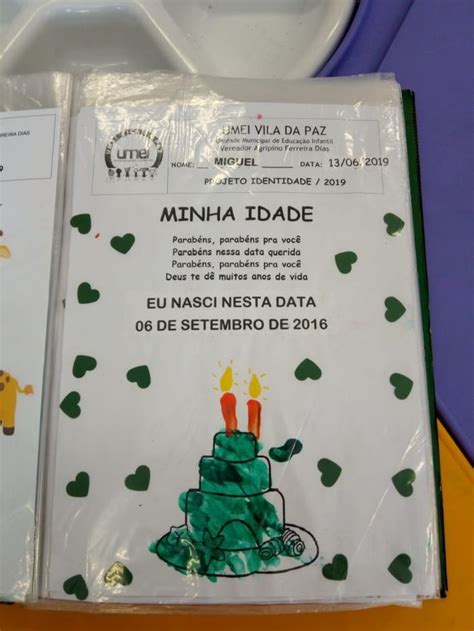 umei
UMEI VILA DA PAZ
Unidade Municipal de Educação Infantil
Vereador Agripino Ferreira Dias
NOME: __ MIGUEL ______ DATA: 13/06/2019
PROJETO IDENTIDADE / 2019
MINHA IDADE
Parabéns, parabéns pra você
Parabéns nessa data querida
Parabéns, parabéns pra você
Deus te dê muitos anos de vida
EU NASCI NESTA DATA
06 DE SETEMBRO DE 2016